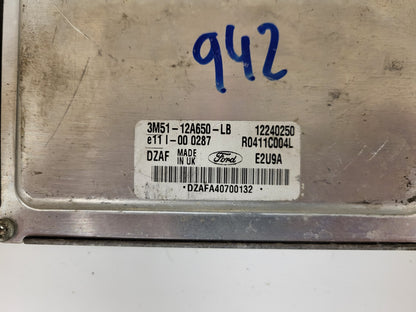 942
3M51-12A650-LB 12240250
e11 I-00 0287 R0411C004L
DZAF MADE IN UK Ford E2U9A
*DZAFA40700132*